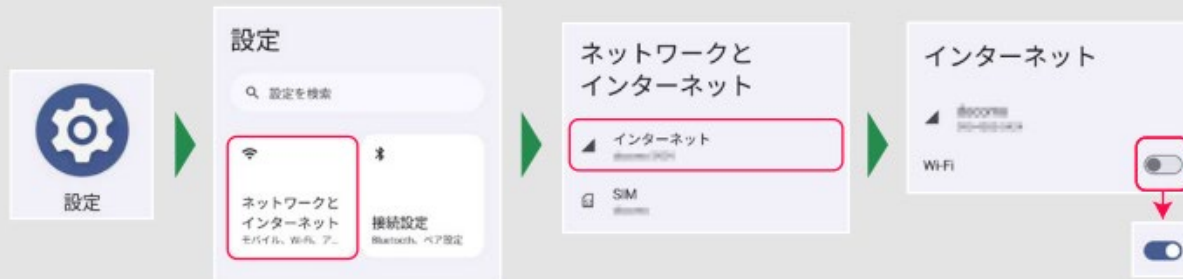 設定
設定
設定を検索
ネットワークと
インターネット
モバイル、Wi-Fi、ア...
接続設定
Bluetooth、ペア設定
ネットワークと
インターネット
インターネット
SIM
インターネット
Wi-Fi